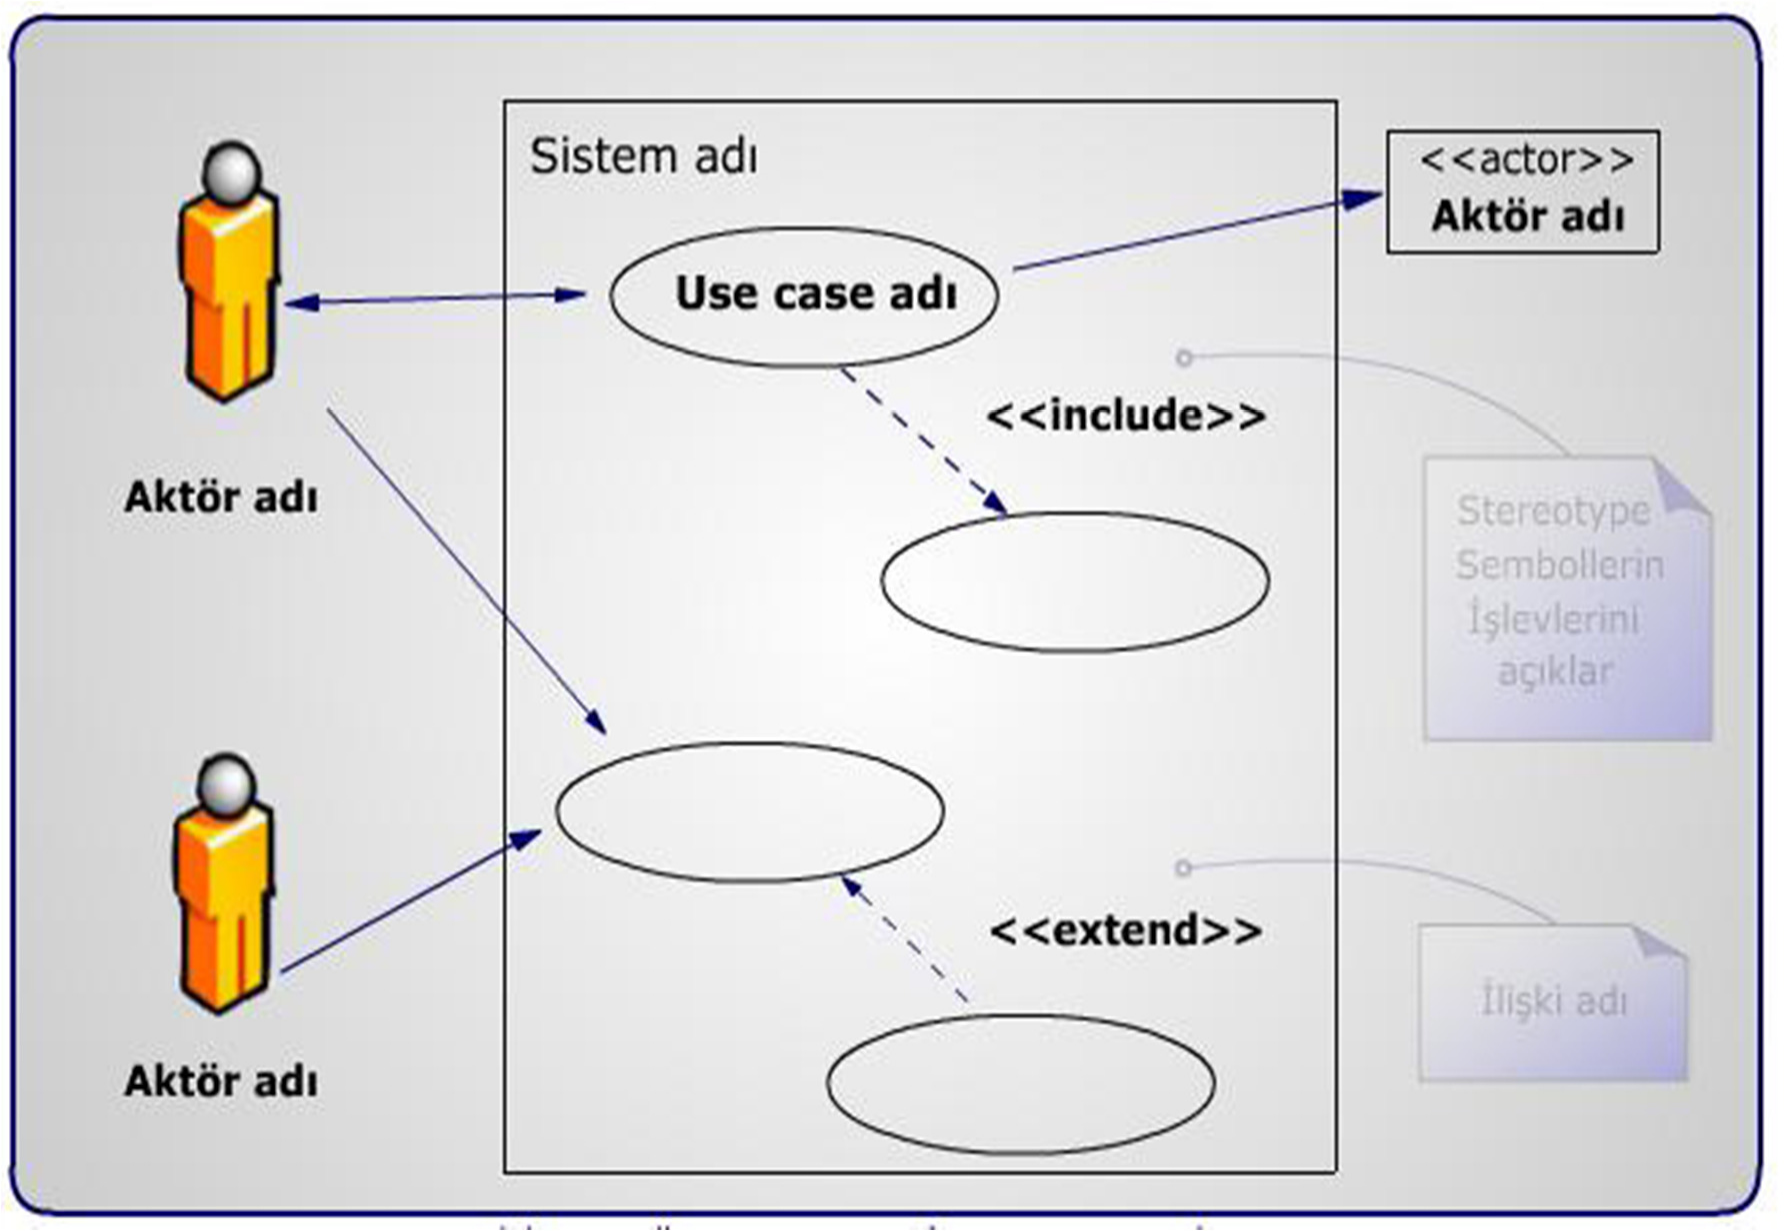 Sistem adı
<<actor>>
Aktör adı
Use case adı
<<include>>
Aktör adı
Stereotype
Sembollerin
İşlevlerini
açıklar
<<extend>>
İlişki adı
Aktör adı